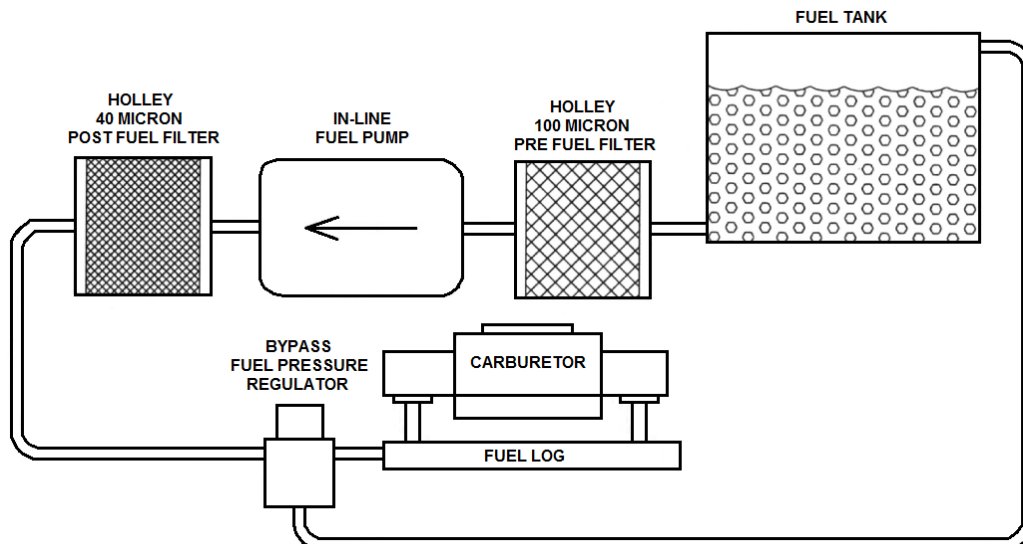 FUEL TANK
HOLLEY
40 MICRON
POST FUEL FILTER
IN-LINE
FUEL PUMP
HOLLEY
100 MICRON
PRE FUEL FILTER
BYPASS
FUEL PRESSURE
REGULATOR
CARBURETOR
FUEL LOG